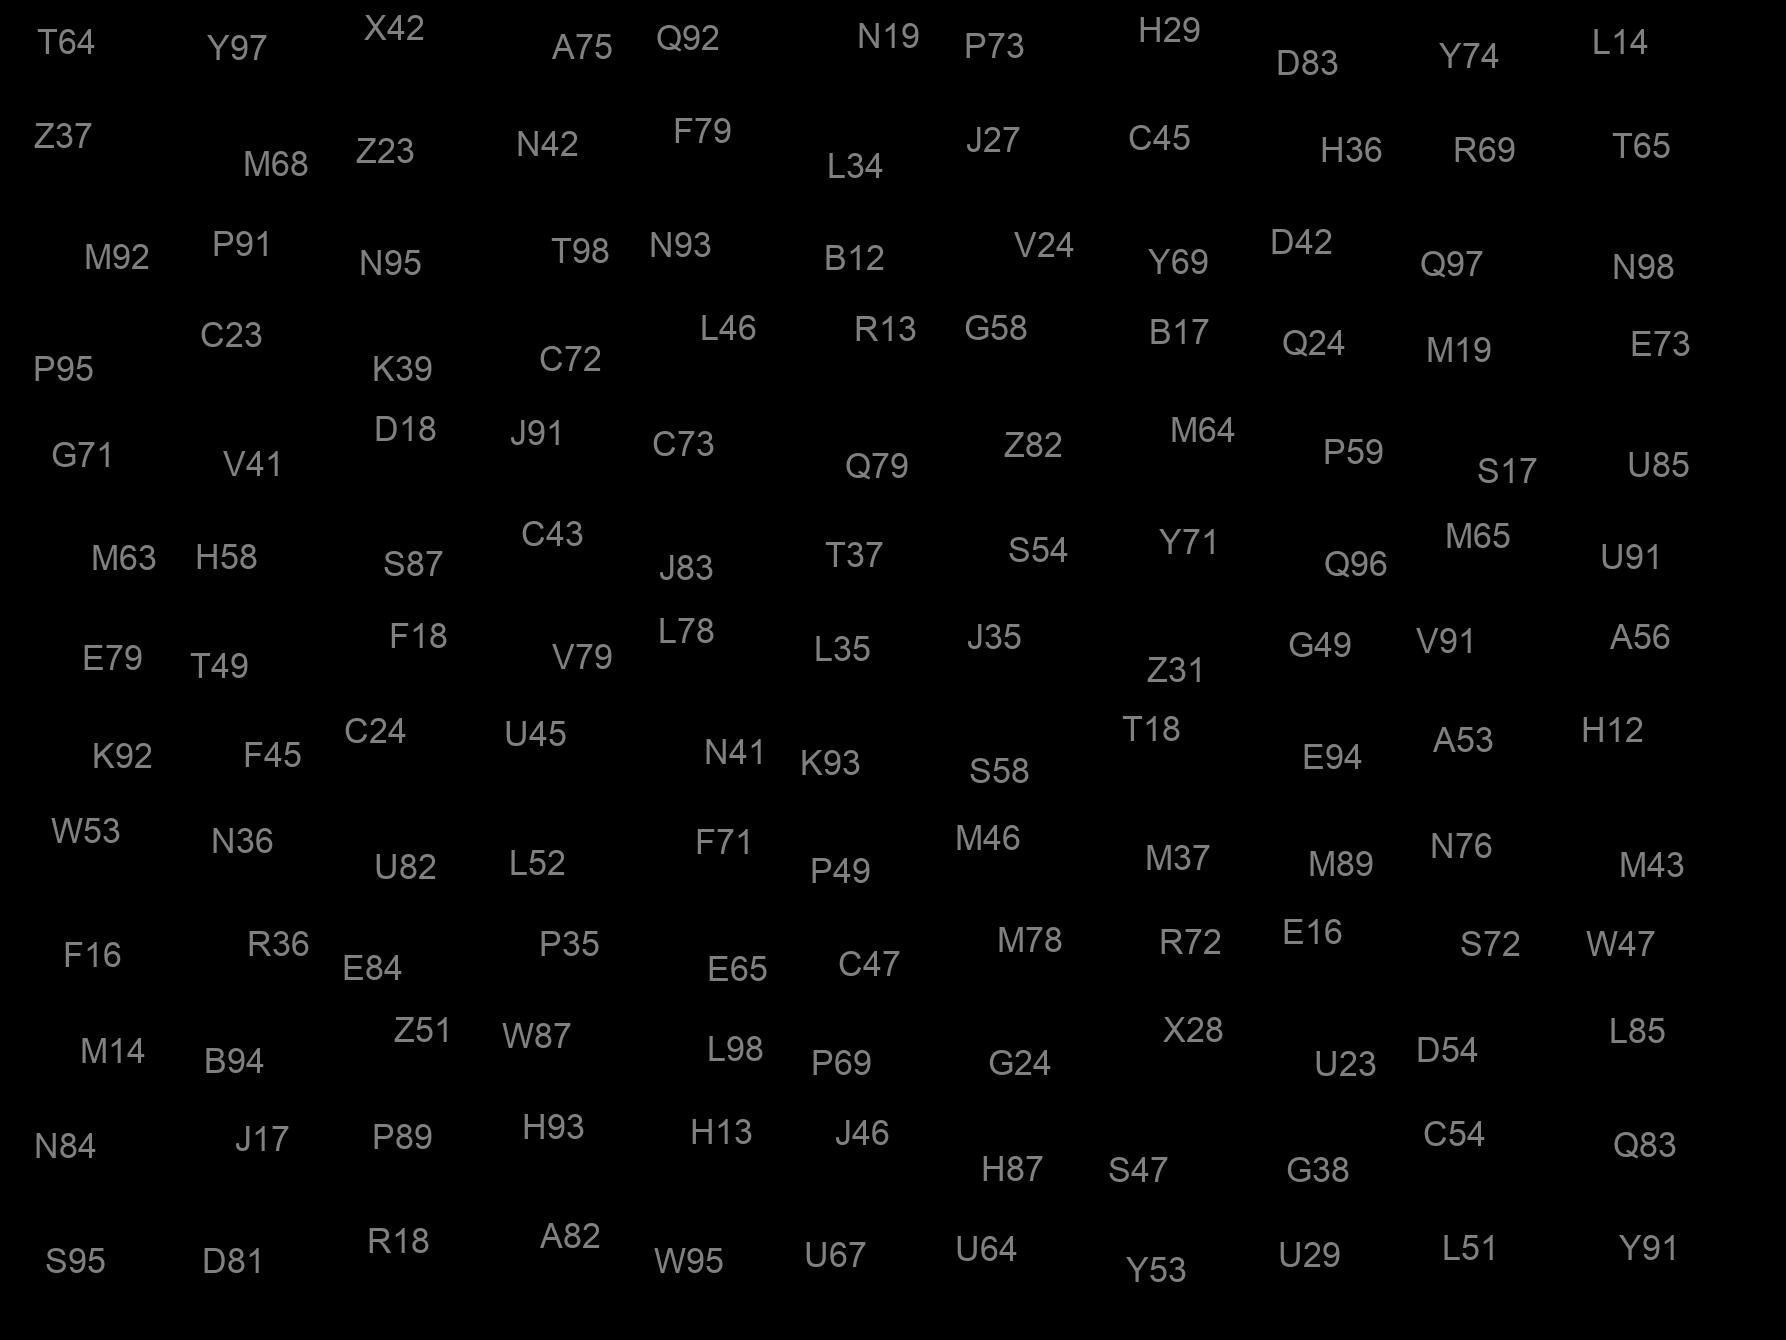 T64 Y97 X42 A75 Q92 N19 P73 H29 D83 Y74 L14
Z37 M68 Z23 N42 F79 L34 J27 C45 H36 R69 T65
M92 P91 N95 T98 N93 B12 V24 Y69 D42 Q97 N98
P95 C23 K39 C72 L46 R13 G58 B17 Q24 M19 E73
G71 V41 D18 J91 C73 Q79 Z82 M64 P59 S17 U85
M63 H58 S87 C43 J83 T37 S54 Y71 Q96 M65 U91
E79 T49 F18 V79 L78 L35 J35 Z31 G49 V91 A56
K92 F45 C24 U45 N41 K93 S58 T18 E94 A53 H12
W53 N36 U82 L52 F71 P49 M46 M37 M89 N76 M43
F16 R36 E84 P35 E65 C47 M78 R72 E16 S72 W47
M14 B94 Z51 W87 L98 P69 G24 X28 U23 D54 L85
N84 J17 P89 H93 H13 J46 H87 S47 G38 C54 Q83
S95 D81 R18 A82 W95 U67 U64 Y53 U29 L51 Y91